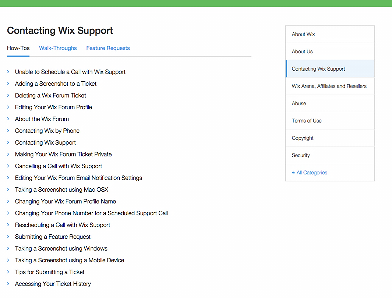 Contacting Wix Support
How-Tos Walk-Throughs Feature Requests
Unable to Schedule a Call with Wix Support
Adding a Screenshot to a Ticket
Deleting a Wix Forum Ticket
Editing Your Wix Forum Profile
About the Wix Forum
Contacting Wix by Phone
Contacting Wix Support
Making Your Wix Forum Ticket Private
Cancelling a Call with Wix Support
Editing Your Wix Forum Email Notification Settings
Taking a Screenshot using Mac OSX
Changing Your Wix Forum Profile Name
Changing Your Phone Number for a Scheduled Support Call
Rescheduling a Call with Wix Support
Submitting a Feature Request
Taking a Screenshot using Windows
Taking a Screenshot using a Mobile Device
Tips for Submitting a Ticket
Accessing Your Ticket History
About Wix
About Us
Contacting Wix Support
Wix Arena, Affiliates and Resellers
Abuse
Terms of Use
Copyright
Security
+ All Categories